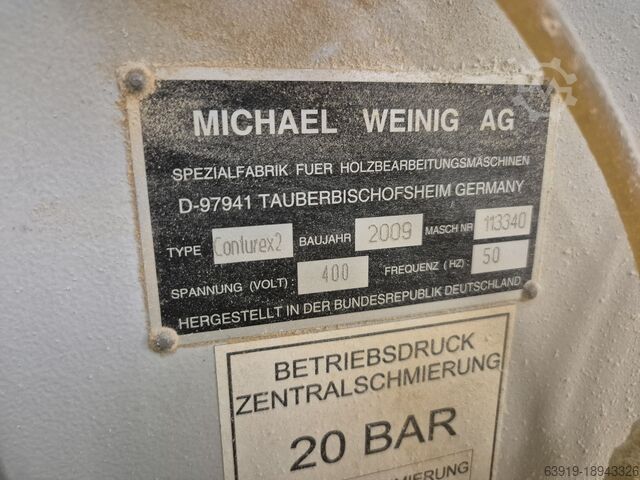 MICHAEL WEINIG AG
SPEZIALFABRIK FUER HOLZBEARBEITUNGSMASCHINEN
D-97941 TAUBERBISCHOFSHEIM GERMANY
TYPE Conturex2 BAUJAHR 2009 MASCH NR 113340
SPANNUNG (VOLT): 400 FREQUENZ (HZ): 50
HERGESTELLT IN DER BUNDESREPUBLIK DEUTSCHLAND
BETRIEBSDRUCK
ZENTRALSCHMIERUNG
20 BAR
MIERUNG
63919-18943326